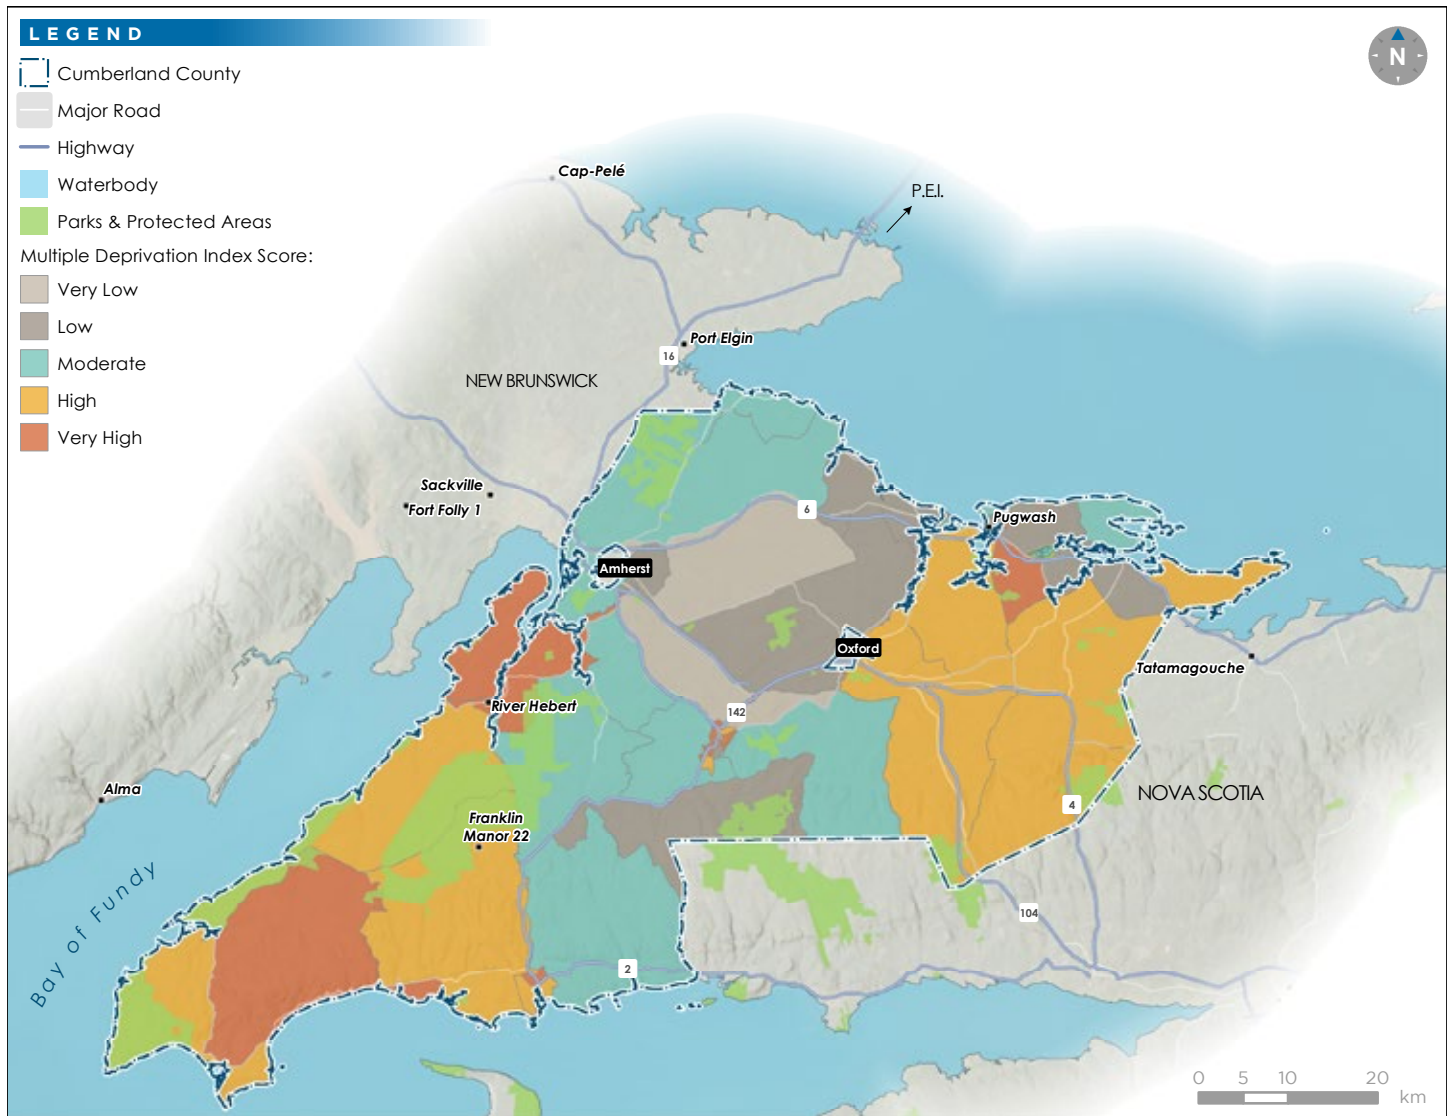 LEGEND
Cumberland County
Major Road
Highway
Waterbody
Parks & Protected Areas
Multiple Deprivation Index Score:
Very Low
Low
Moderate
High
Very High
N
Cap-Pelé
P.E.I.
Port Elgin
16
NEW BRUNSWICK
Sackville
Fort Folly 1
6
Pugwash
Amherst
Oxford
Tatamagouche
River Hebert
142
Alma
NOVA SCOTIA
4
Franklin
Manor 22
Bay of Fundy
104
2
0 5 10 20
km